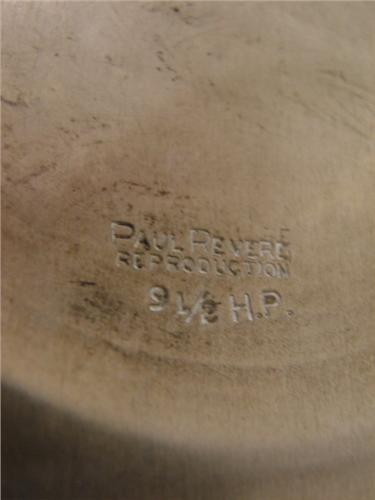 PAUL REVERE
REPRODUCTION
9 1/2 H.P.